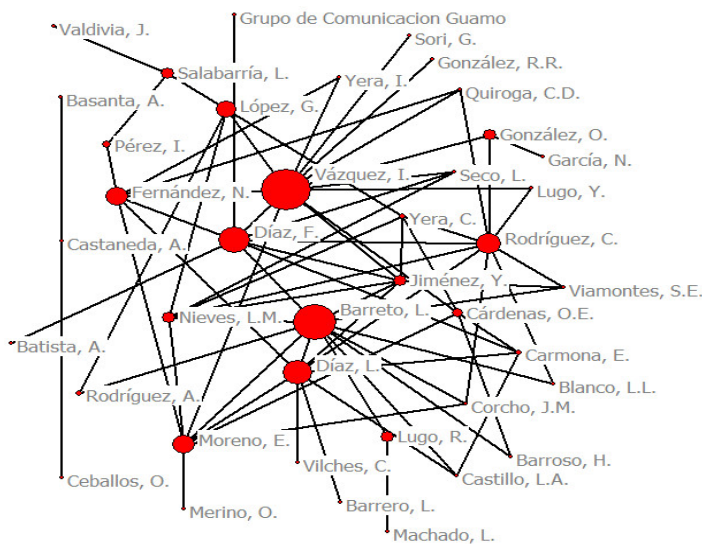 Grupo de Comunicacion Guamo
Valdivia, J.
Sori, G.
González, R.R.
Salabarría, L.
Yera, I.
Quiroga, C.D.
Basanta, A.
López, G.
González, O.
Pérez, I.
García, N.
Vázquez, I.
Seco, L.
Fernández, N.
Lugo, Y.
Yera, C.
Díaz, F.
Rodríguez, C.
Castaneda, A.
Jiménez, Y.
Viamontes, S.E.
Nieves, L.M.
Barreto, L.
Cárdenas, O.E.
Batista, A.
Carmona, E.
Díaz, L.
Blanco, L.L.
Rodríguez, A.
Corcho, J.M.
Moreno, E.
Lugo, R.
Barroso, H.
Vilches, C.
Castillo, L.A.
Ceballos, O.
Barrero, L.
Merino, O.
Machado, L.